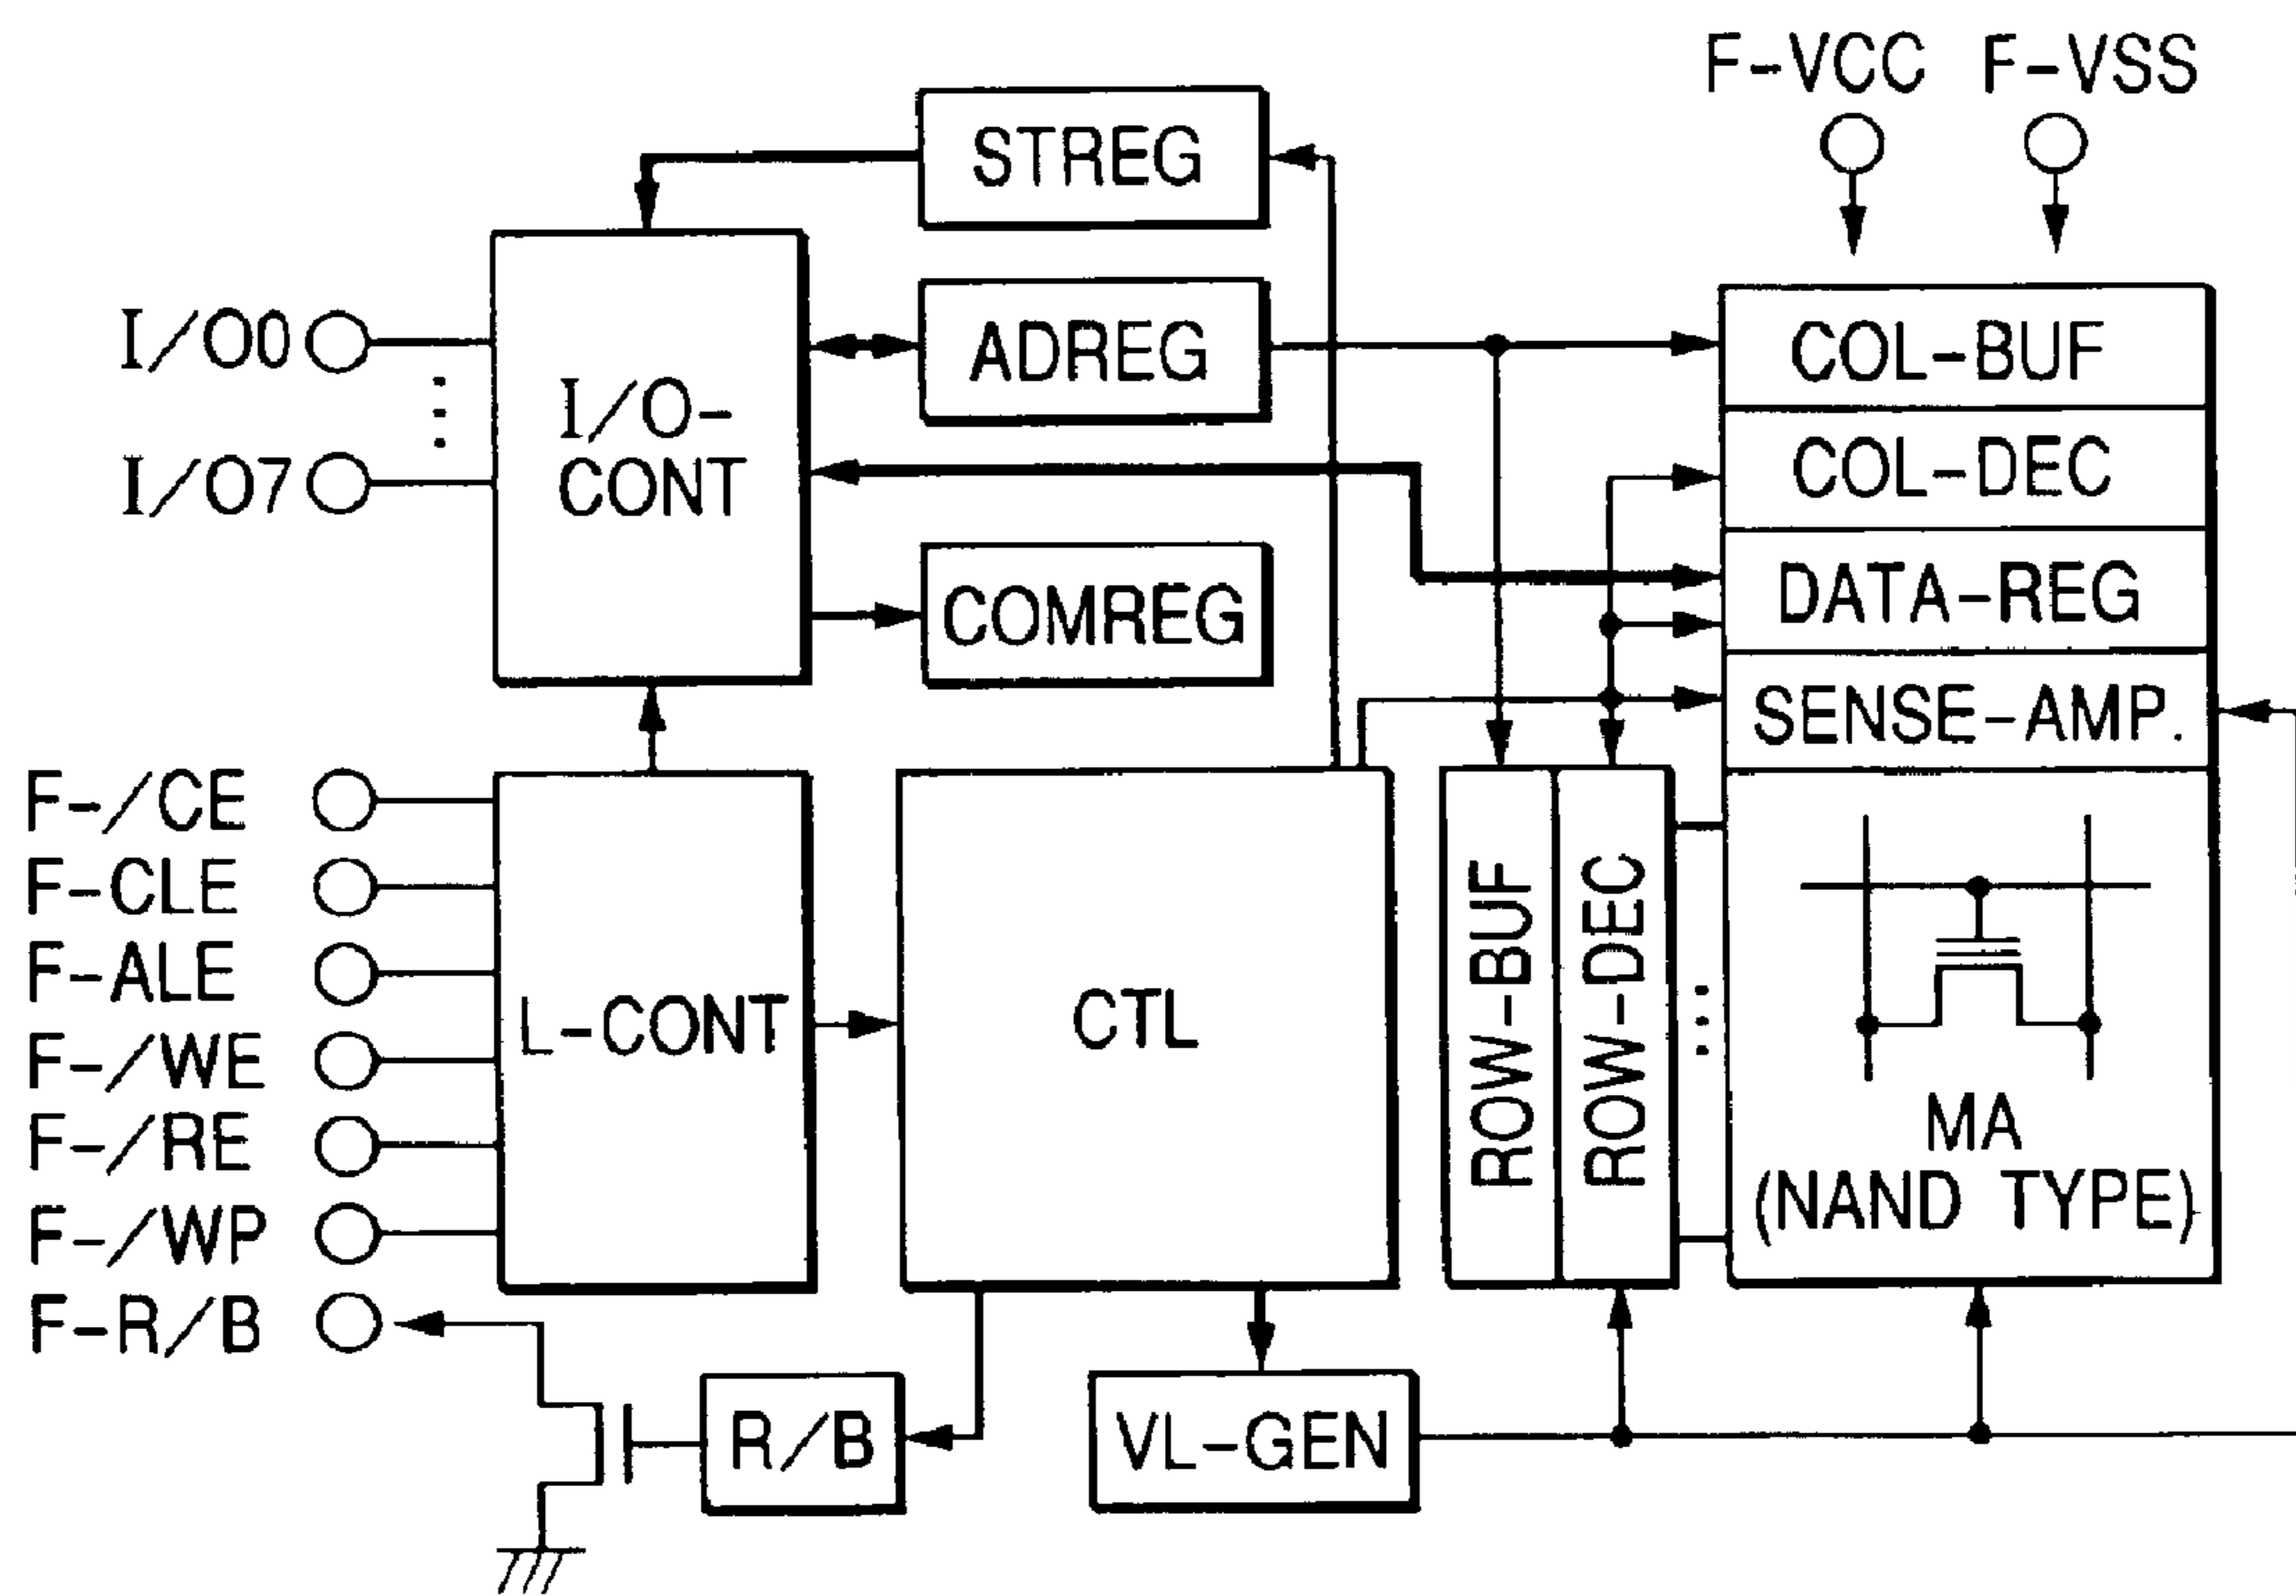 F-VCC F-VSS
STREG
I/O0
ADREG
COL-BUF
I/O-
CONT
COL-DEC
I/O7
COMREG
DATA-REG
SENSE-AMP.
F-/CE
F-CLE
F-ALE
F-/WE
F-/RE
F-/WP
F-R/B
L-CONT
CTL
ROW-BUF
ROW-DEC
MA
(NAND TYPE)
R/B
VL-GEN